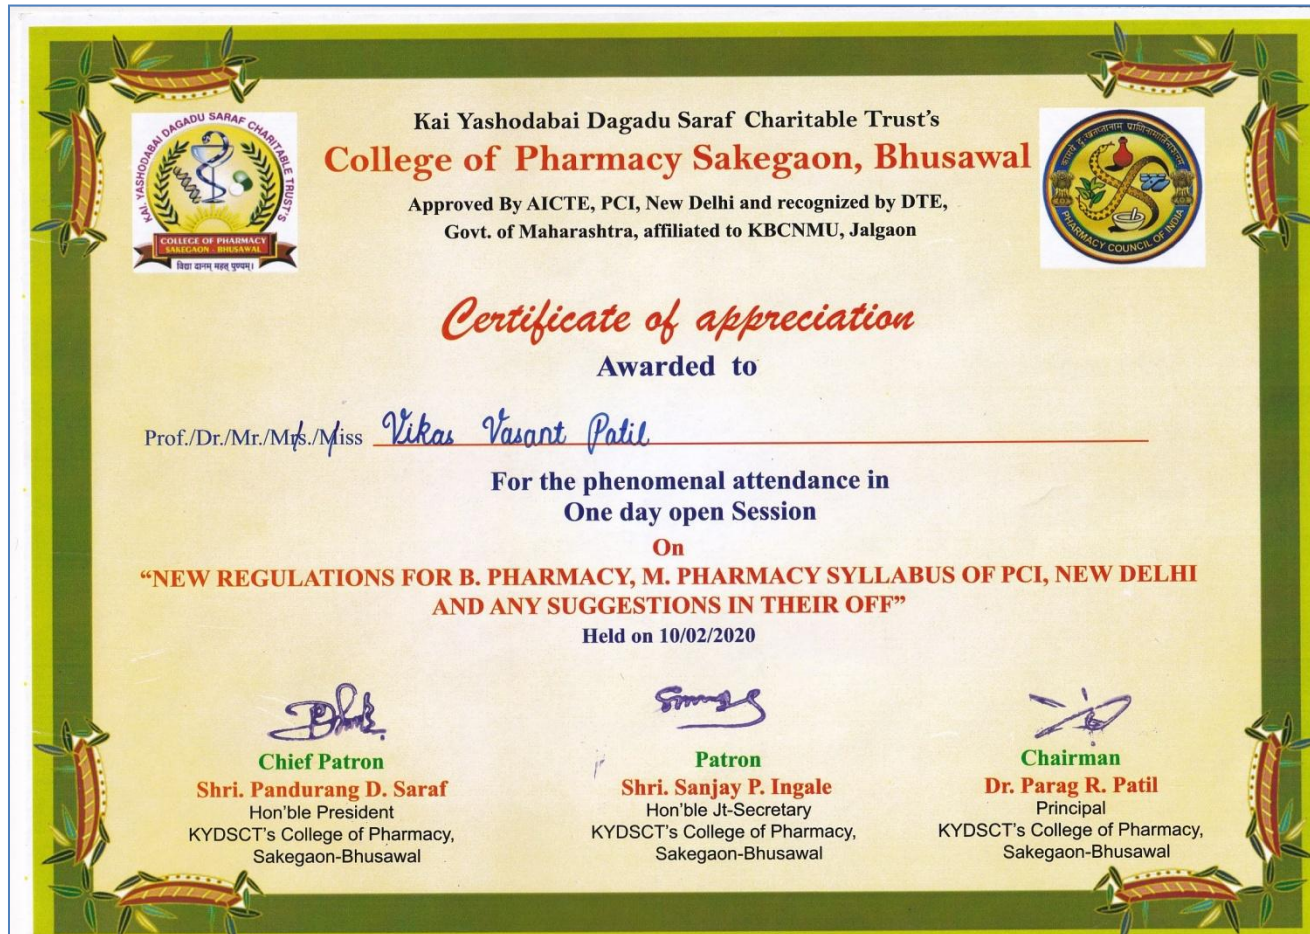 KAI. YASHODABAI DAGADU SARAF CHARITABLE TRUST'S
COLLEGE OF PHARMACY
SAKEGAON - BHUSAWAL
विद्या दानम् महत् पुण्यम्।
Kai Yashodabai Dagadu Saraf Charitable Trust's
College of Pharmacy Sakegaon, Bhusawal
Approved By AICTE, PCI, New Delhi and recognized by DTE,
Govt. of Maharashtra, affiliated to KBCNMU, Jalgaon
PHARMACY COUNCIL OF INDIA
Certificate of appreciation
Awarded to
Prof./Dr./Mr./Mrs./Miss Vikas Vasant Patil
For the phenomenal attendance in
One day open Session
On
“NEW REGULATIONS FOR B. PHARMACY, M. PHARMACY SYLLABUS OF PCI, NEW DELHI
AND ANY SUGGESTIONS IN THEIR OFF”
Held on 10/02/2020
Chief Patron
Shri. Pandurang D. Saraf
Hon'ble President
KYDSCT's College of Pharmacy,
Sakegaon-Bhusawal
Patron
Shri. Sanjay P. Ingale
Hon'ble Jt-Secretary
KYDSCT's College of Pharmacy,
Sakegaon-Bhusawal
Chairman
Dr. Parag R. Patil
Principal
KYDSCT's College of Pharmacy,
Sakegaon-Bhusawal